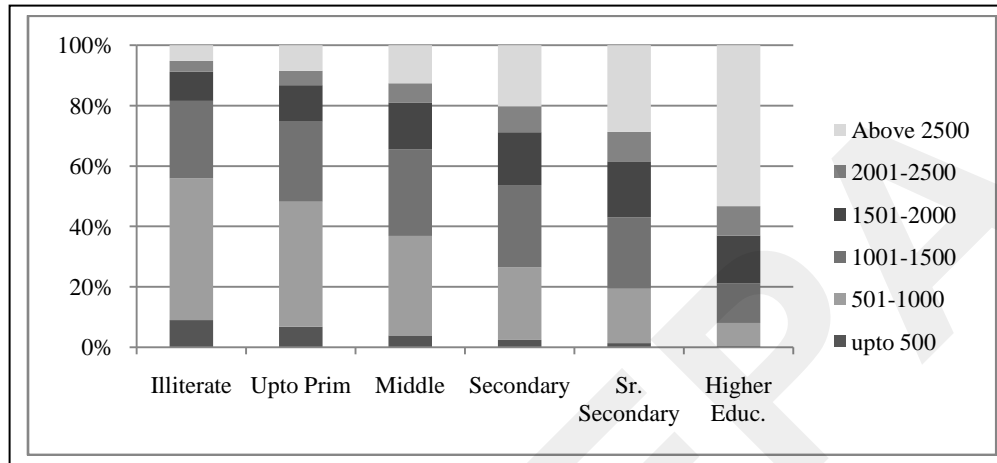 100%
80%
60%
40%
20%
0%
Illiterate
Upto Prim
Middle
Secondary
Sr.
Secondary
Higher
Educ.
Above 2500
2001-2500
1501-2000
1001-1500
501-1000
upto 500
EPA